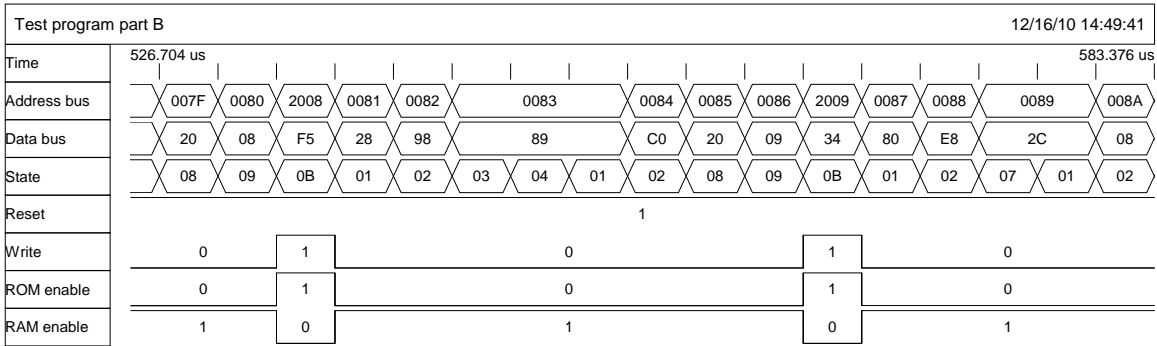 Test program part B 12/16/10 14:49:41
Time 526.704 us 583.376 us
Address bus 007F 0080 2008 0081 0082 0083 0084 0085 0086 2009 0087 0088 0089 008A
Data bus 20 08 F5 28 98 89 C0 20 09 34 80 E8 2C 08
State 08 09 0B 01 02 03 04 01 02 08 09 0B 01 02 07 01 02
Reset 1
Write 0 1 0 1 0
ROM enable 0 1 0 1 0
RAM enable 1 0 1 0 1